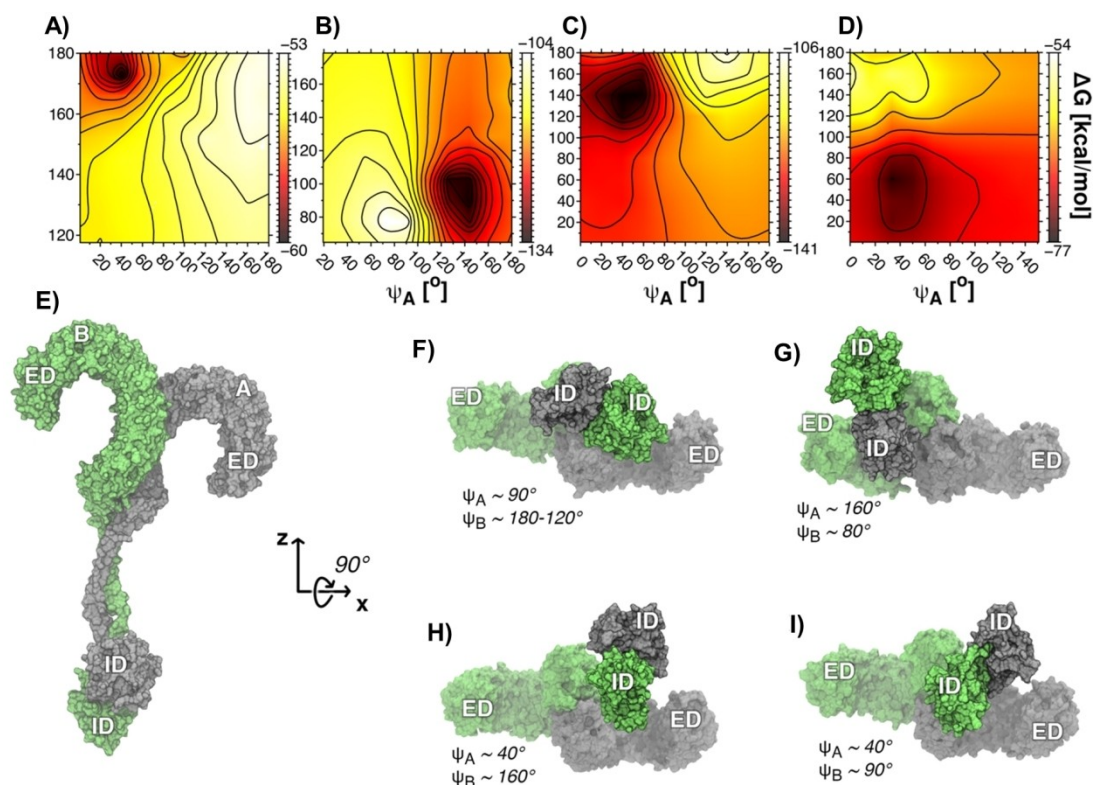 A)
B)
C)
D)
−53
−104
−106
−54
180
170
160
150
140
130
120
20
40
60
80
100
120
140
160
180
−60
180
160
140
120
100
80
20
40
60
80
100
120
140
160
180
ψA [o]
−134
180
160
140
120
100
80
60
40
20
0
20
40
60
80
100
120
140
160
180
ψA [o]
−141
180
160
140
120
100
80
60
40
20
0
20
40
60
80
100
120
140
ψA [o]
−77
ΔG [kcal/mol]
E)
B
ED
A
ED
ID
ID
z
90°
x
F)
ED
ID
ID
ED
ψA ~ 90°
ψB ~ 180-120°
G)
ID
ED
ID
ED
ψA ~ 160°
ψB ~ 80°
H)
ID
ID
ED
ED
ψA ~ 40°
ψB ~ 160°
I)
ID
ED
ID
ED
ψA ~ 40°
ψB ~ 90°